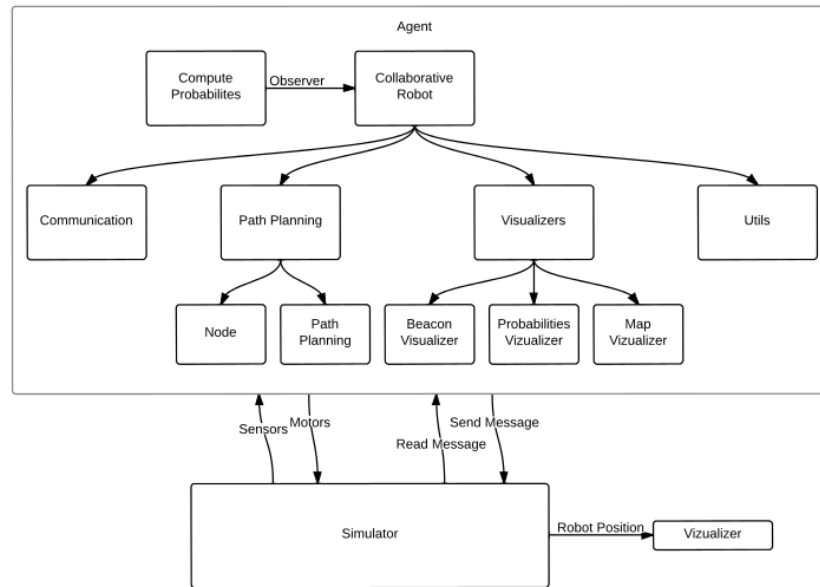 Agent
Compute
Probabilites
Observer
Collaborative
Robot
Communication
Path Planning
Visualizers
Utils
Node
Path
Planning
Beacon
Visualizer
Probabilities
Vizualizer
Map
Vizualizer
Sensors
Motors
Read Message
Send Message
Simulator
Robot Position
Vizualizer